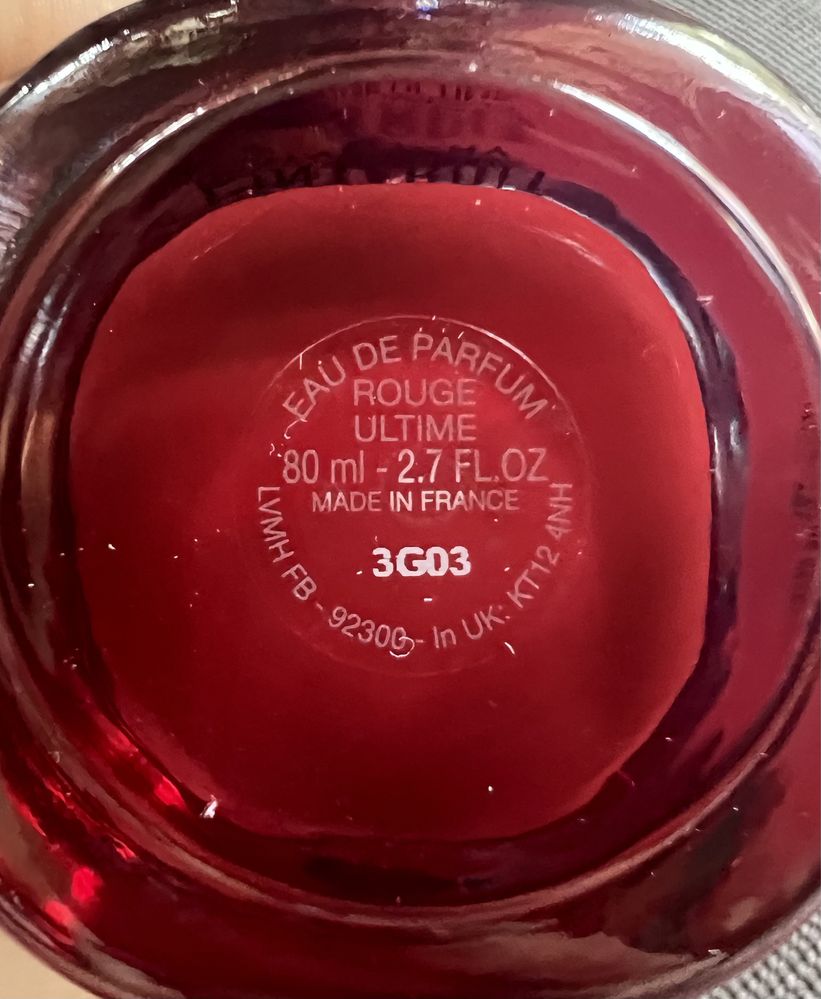 EAU DE PARFUM
ROUGE
ULTIME
80 ml - 2.7 FL.OZ
MADE IN FRANCE
3G03
LVMH FB - 92300 - In UK: KT12 4NH